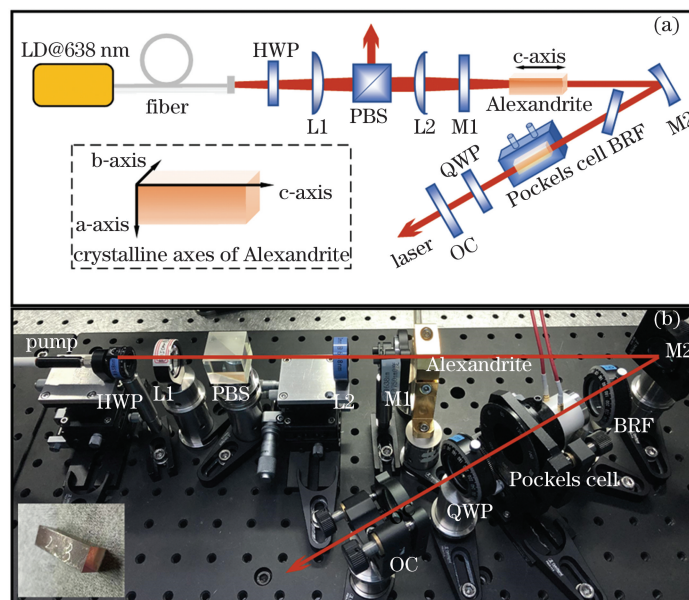 (a)
LD@638 nm
fiber
HWP
L1
PBS
L2
M1
c-axis
Alexandrite
M2
BRF
Pockels cell
QWP
OC
laser
b-axis
c-axis
a-axis
crystalline axes of Alexandrite
(b)
pump
HWP
L1
PBS
L2
M1
Alexandrite
M2
BRF
Pockels cell
QWP
OC